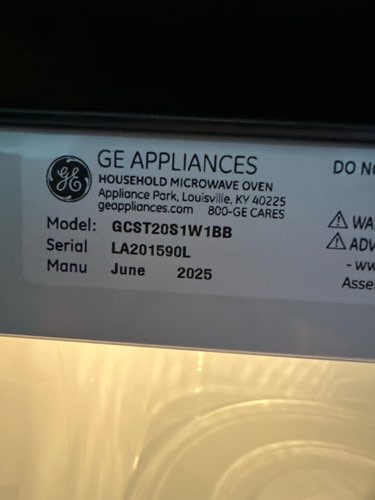 GE APPLIANCES
HOUSEHOLD MICROWAVE OVEN
Appliance Park, Louisville, KY 40225
geappliances.com 800-GE CARES
Model: GCST20S1W1BB
Serial LA201590L
Manu June 2025
DO
⚠ WA
⚠ ADV
- ww
Asse